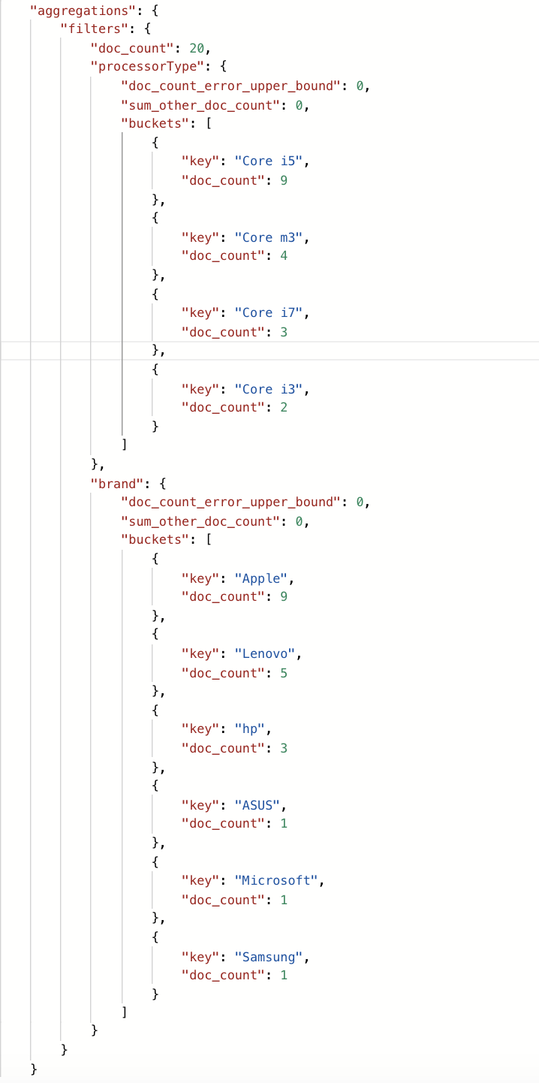 "aggregations": {
"filters": {
"doc_count": 20,
"processorType": {
"doc_count_error_upper_bound": 0,
"sum_other_doc_count": 0,
"buckets": [
{
"key": "Core i5",
"doc_count": 9
},
{
"key": "Core m3",
"doc_count": 4
},
{
"key": "Core i7",
"doc_count": 3
},
{
"key": "Core i3",
"doc_count": 2
}
]
},
"brand": {
"doc_count_error_upper_bound": 0,
"sum_other_doc_count": 0,
"buckets": [
{
"key": "Apple",
"doc_count": 9
},
{
"key": "Lenovo",
"doc_count": 5
},
{
"key": "hp",
"doc_count": 3
},
{
"key": "ASUS",
"doc_count": 1
},
{
"key": "Microsoft",
"doc_count": 1
},
{
"key": "Samsung",
"doc_count": 1
}
]
}
}
}